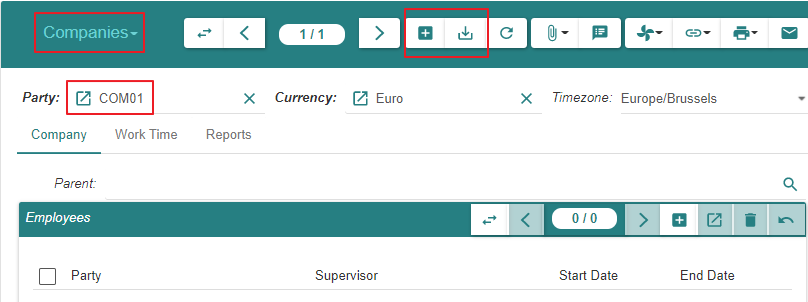 Companies
1 / 1
Party: COM01 Currency: Euro Timezone: Europe/Brussels
Company Work Time Reports
Parent:
Employees 0 / 0
Party Supervisor Start Date End Date